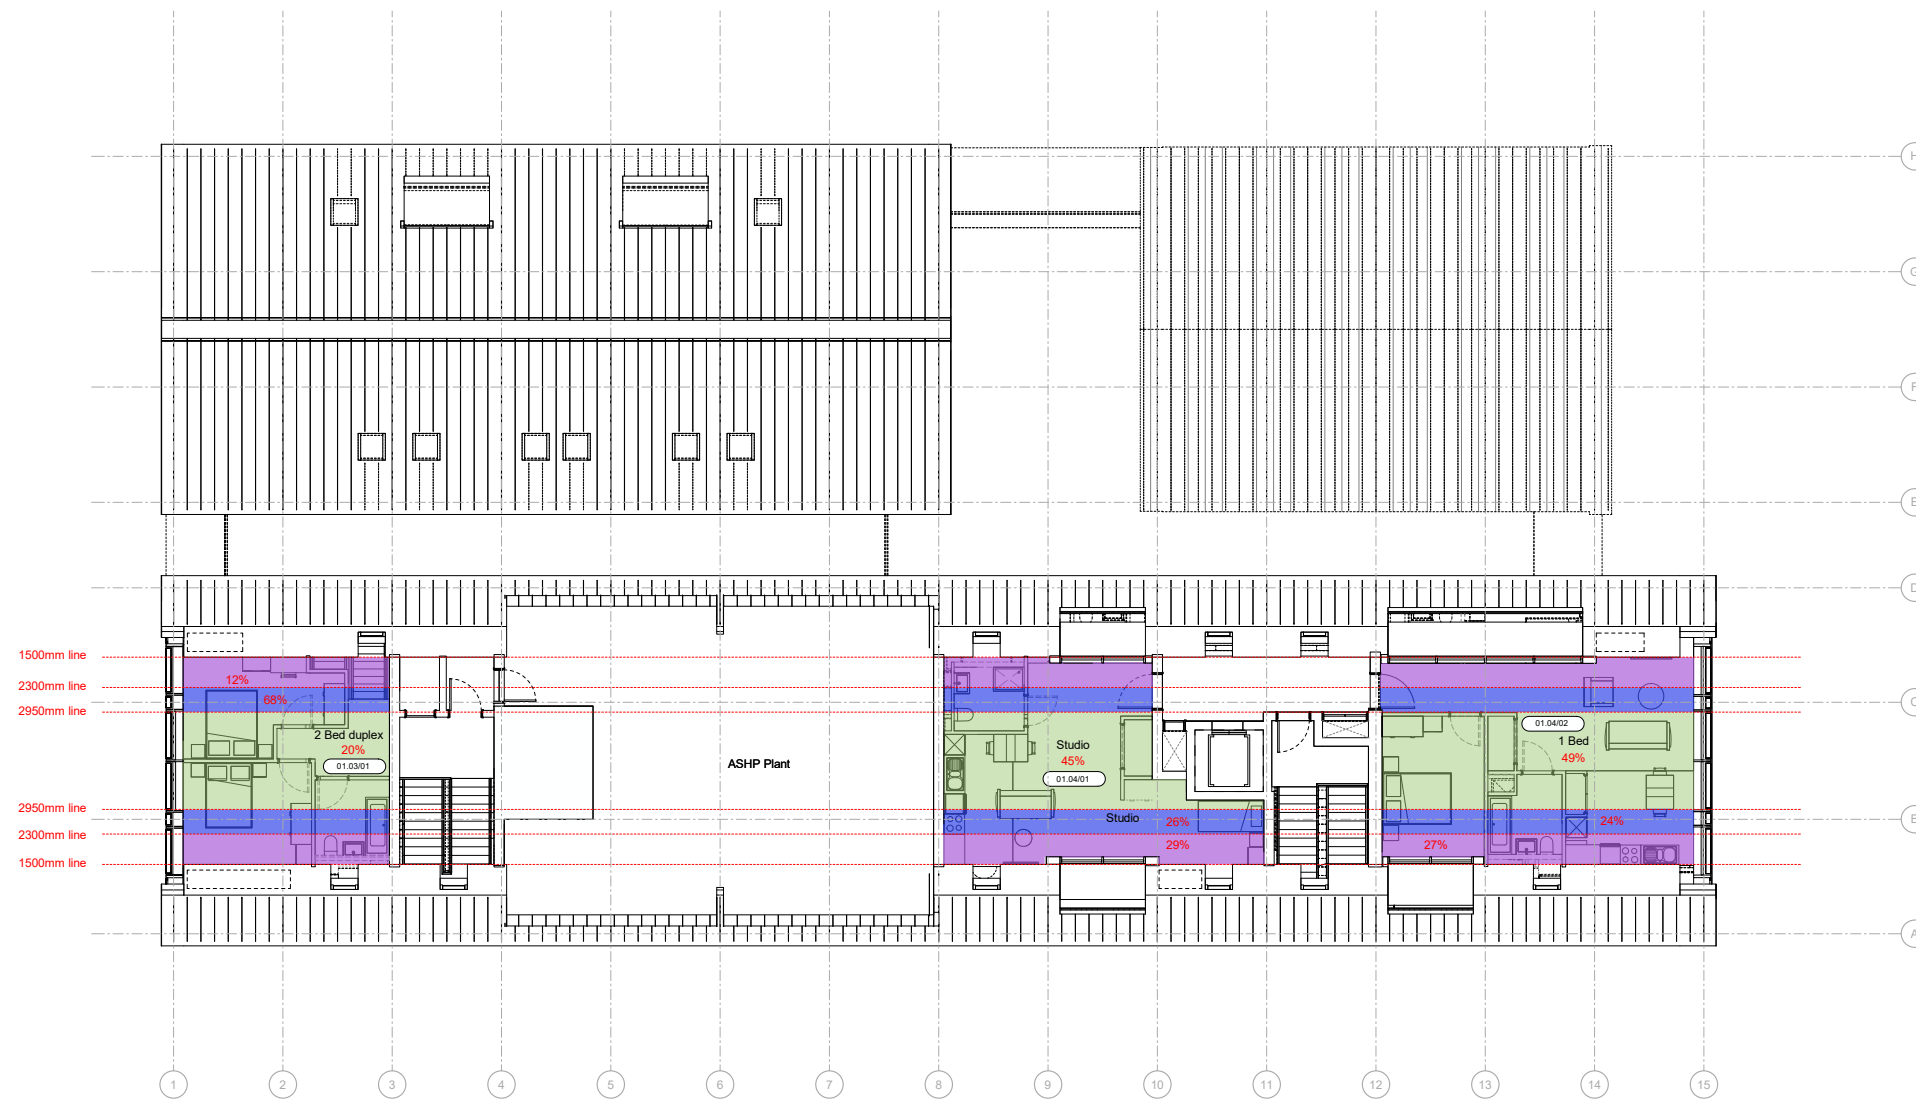 H
G
F
E
D
1500mm line
12%
2300mm line
68%
C
2950mm line
01.04/02
2 Bed duplex
20%
01.03/01
ASHP Plant
Studio
45%
01.04/01
1 Bed
49%
2950mm line
Studio
26%
24%
B
2300mm line
29%
27%
1500mm line
A
1 2 3 4 5 6 7 8 9 10 11 12 13 14 15